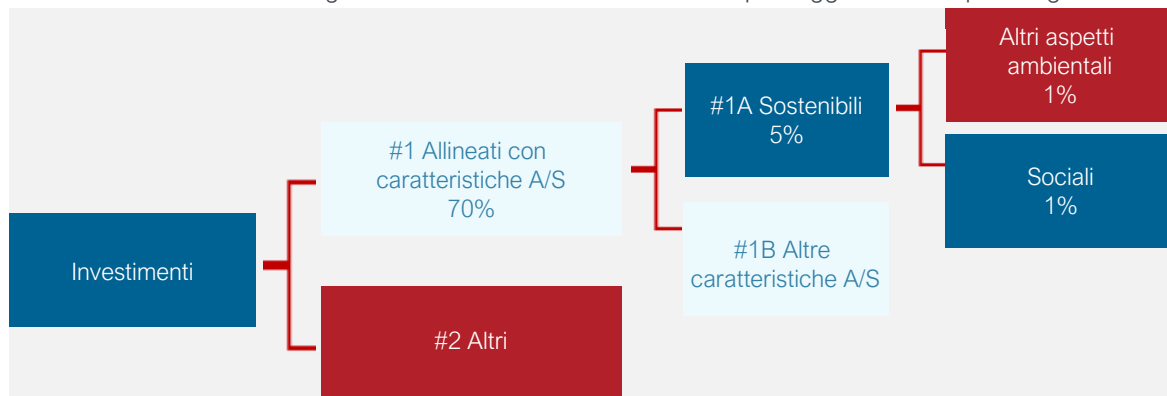 Altri aspetti
ambientali
1%
#1A Sostenibili
5%
#1 Allineati con
caratteristiche A/S
70%
Sociali
1%
#1B Altre
caratteristiche A/S
Investimenti
#2 Altri